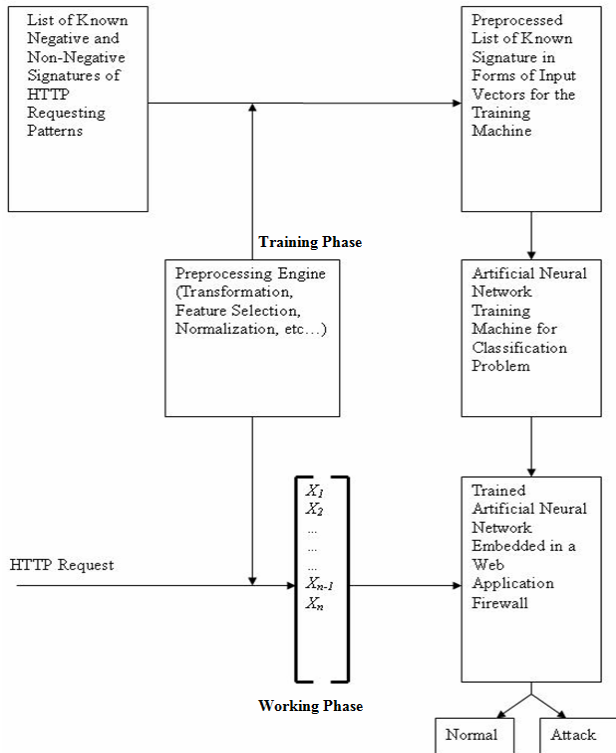 List of Known
Negative and
Non-Negative
Signatures of
HTTP
Requesting
Patterns
Preprocessed
List of Known
Signature in
Forms of Input
Vectors for the
Training
Machine
Training Phase
Preprocessing Engine
(Transformation,
Feature Selection,
Normalization, etc…)
Artificial Neural
Network
Training
Machine for
Classification
Problem
HTTP Request
X1
X2
...
...
...
Xn-1
Xn
Trained
Artificial Neural
Network
Embedded in a
Web
Application
Firewall
Working Phase
Normal
Attack